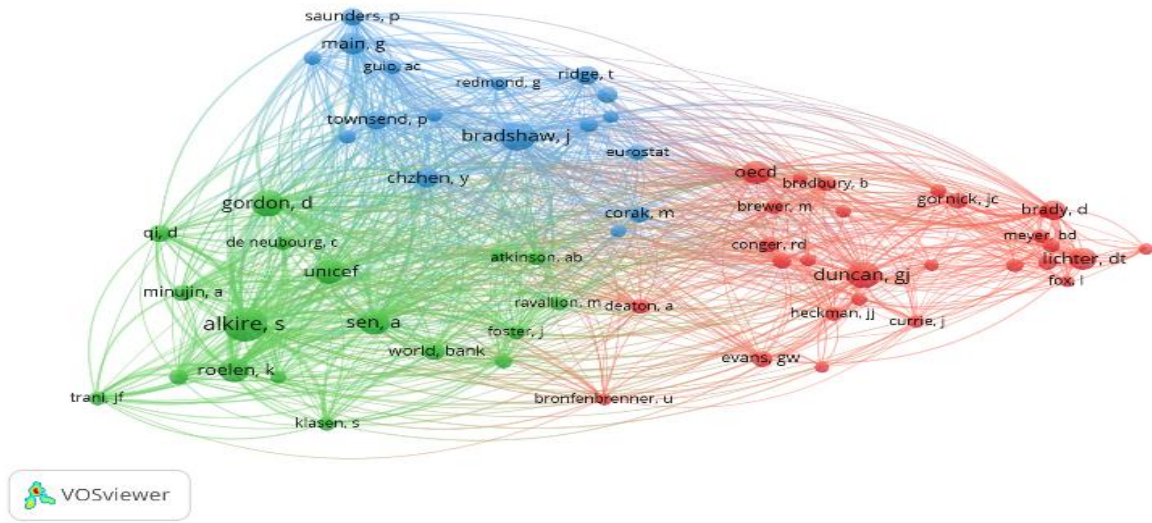 saunders, p
main, g
guio, ac
redmond, g
ridge, t
townsend, p
bradshaw, j
eurostat
chzhen, y
oecd
bradbury, b
gordon, d
gornick, jc
brewer, m
brady, d
corak, m
qi, d
meyer, bd
de neubourg, c
conger, rd
atkinson, ab
lichter, dt
unicef
duncan, gj
fox, l
minujin, a
ravallion, m
deaton, a
heckman, jj
currie, j
alkire, s
sen, a
foster, j
world, bank
evans, gw
roelen, k
trani, jf
bronfenbrenner, u
klasen, s
VOSviewer